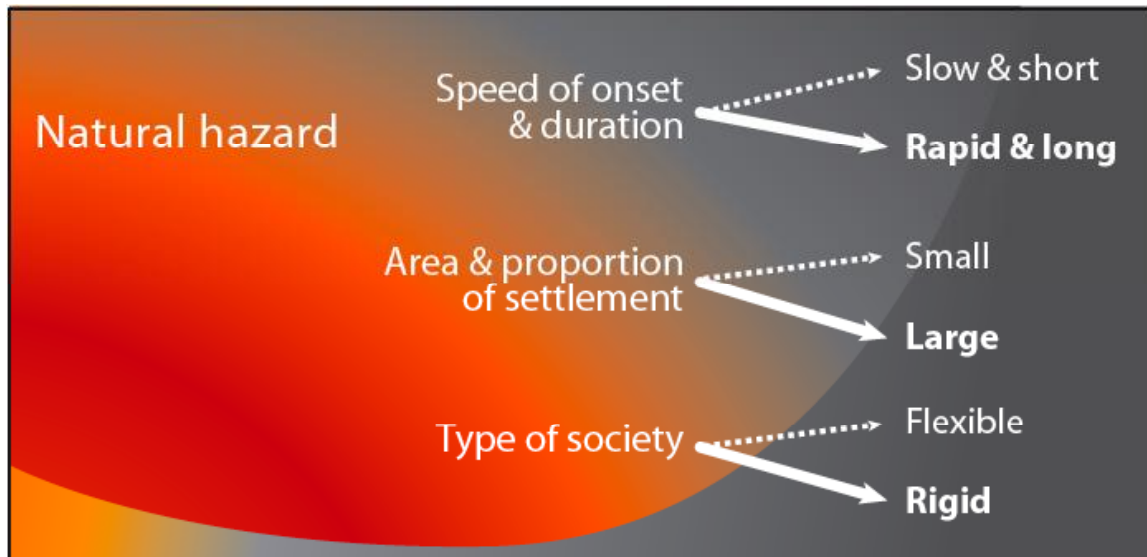 Natural hazard
Speed of onset
& duration
Slow & short
Rapid & long
Area & proportion
of settlement
Small
Large
Type of society
Flexible
Rigid